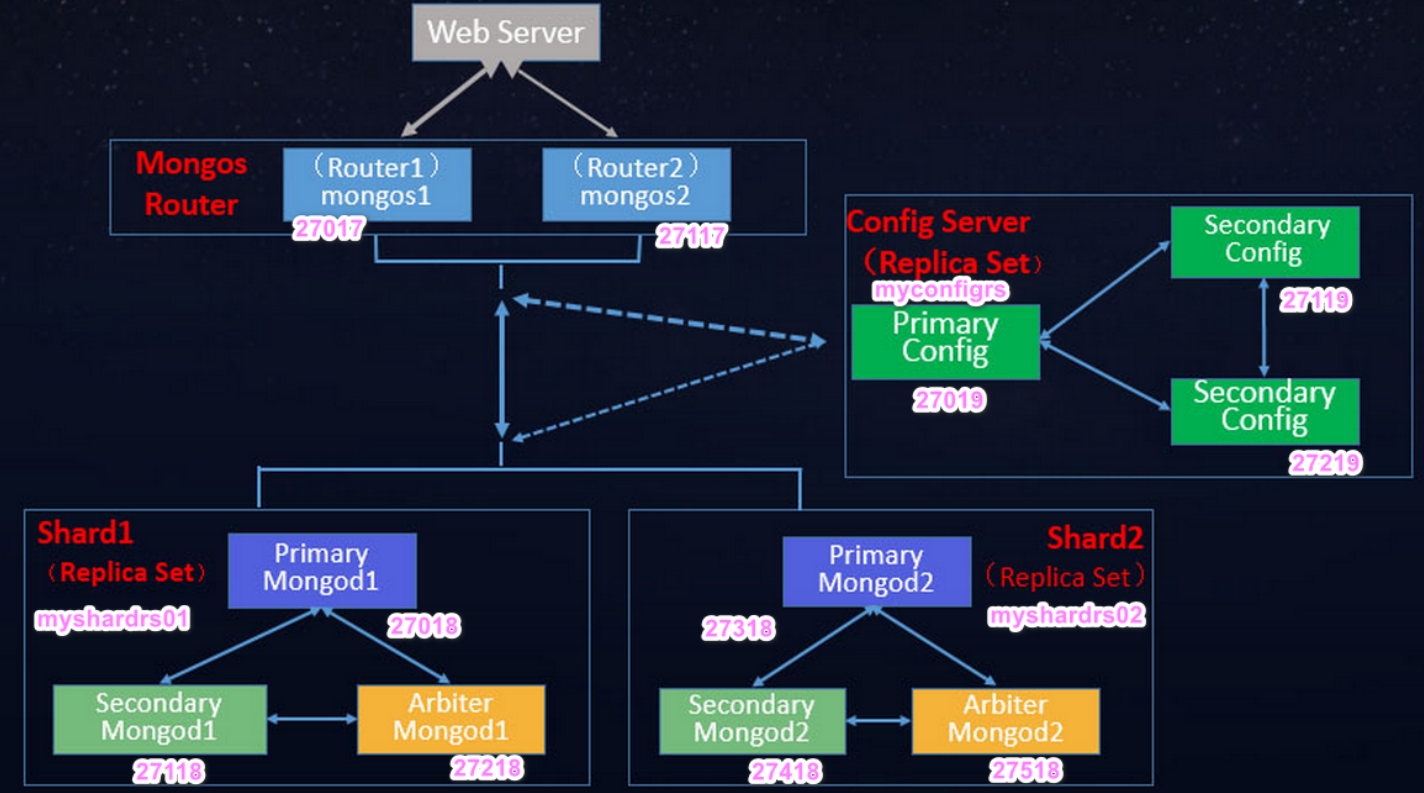 Web Server
Mongos
Router
（Router1）
mongos1
27017
（Router2）
mongos2
27117
Config Server
（Replica Set）
myconfigrs
Primary
Config
27019
Secondary
Config
27119
Secondary
Config
27219
Shard1
（Replica Set）
myshardrs01
Primary
Mongod1
27018
Secondary
Mongod1
27118
Arbiter
Mongod1
27218
Shard2
（Replica Set）
myshardrs02
Primary
Mongod2
27318
Secondary
Mongod2
27418
Arbiter
Mongod2
27518